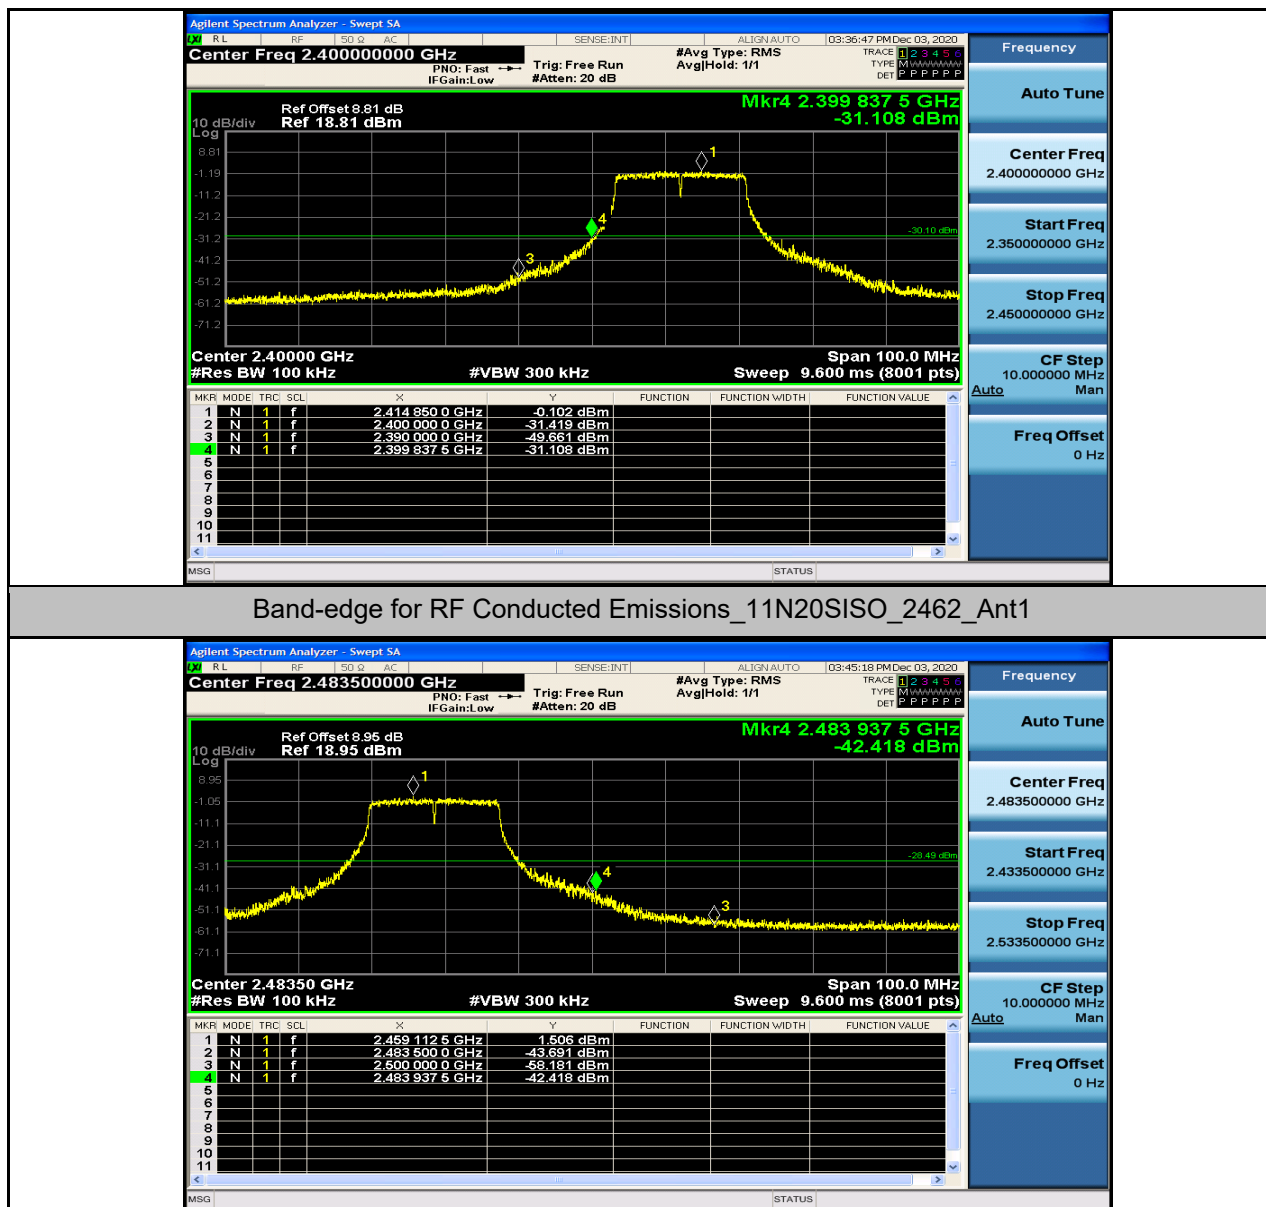 Agilent Spectrum Analyzer - Swept SA
LXI RL RF 50 Ω AC SENSE:INT ALIGN AUTO 03:36:47 PM Dec 03, 2020
Center Freq 2.400000000 GHz
PNO: Fast
IFGain:Low
Trig: Free Run
#Atten: 20 dB
#Avg Type: RMS
Avg|Hold: 1/1
TRACE 1 2 3 4 5 6
TYPE M
DET P P P P P P
Mkr4 2.399 837 5 GHz
-31.108 dBm
Ref Offset 8.81 dB
10 dB/div Ref 18.81 dBm
Log
8.81
-1.19
-11.2
-21.2
-31.2
-41.2
-51.2
-61.2
-71.2
1
4
3
-30.10 dBm
Center 2.40000 GHz Span 100.0 MHz
#Res BW 100 kHz #VBW 300 kHz Sweep 9.600 ms (8001 pts)
MKR MODE TRC SCL X Y FUNCTION FUNCTION WIDTH FUNCTION VALUE
1 N 1 f 2.414 850 0 GHz -0.102 dBm
2 N 1 f 2.400 000 0 GHz -31.419 dBm
3 N 1 f 2.390 000 0 GHz -49.661 dBm
4 N 1 f 2.399 837 5 GHz -31.108 dBm
5
6
7
8
9
10
11
MSG STATUS
Frequency
Auto Tune
Center Freq
2.400000000 GHz
Start Freq
2.350000000 GHz
Stop Freq
2.450000000 GHz
CF Step
10.000000 MHz
Auto Man
Freq Offset
0 Hz
Band-edge for RF Conducted Emissions_11N20SISO_2462_Ant1
Agilent Spectrum Analyzer - Swept SA
LXI RL RF 50 Ω AC SENSE:INT ALIGN AUTO 03:45:18 PM Dec 03, 2020
Center Freq 2.483500000 GHz
PNO: Fast
IFGain:Low
Trig: Free Run
#Atten: 20 dB
#Avg Type: RMS
Avg|Hold: 1/1
TRACE 1 2 3 4 5 6
TYPE M
DET P P P P P P
Mkr4 2.483 937 5 GHz
-42.418 dBm
Ref Offset 8.95 dB
10 dB/div Ref 18.95 dBm
Log
8.95
-1.05
-11.1
-21.1
-31.1
-41.1
-51.1
-61.1
-71.1
1
4
3
-28.49 dBm
Center 2.48350 GHz Span 100.0 MHz
#Res BW 100 kHz #VBW 300 kHz Sweep 9.600 ms (8001 pts)
MKR MODE TRC SCL X Y FUNCTION FUNCTION WIDTH FUNCTION VALUE
1 N 1 f 2.459 112 5 GHz 1.506 dBm
2 N 1 f 2.483 500 0 GHz -43.691 dBm
3 N 1 f 2.500 000 0 GHz -58.181 dBm
4 N 1 f 2.483 937 5 GHz -42.418 dBm
5
6
7
8
9
10
11
MSG STATUS
Frequency
Auto Tune
Center Freq
2.483500000 GHz
Start Freq
2.433500000 GHz
Stop Freq
2.533500000 GHz
CF Step
10.000000 MHz
Auto Man
Freq Offset
0 Hz